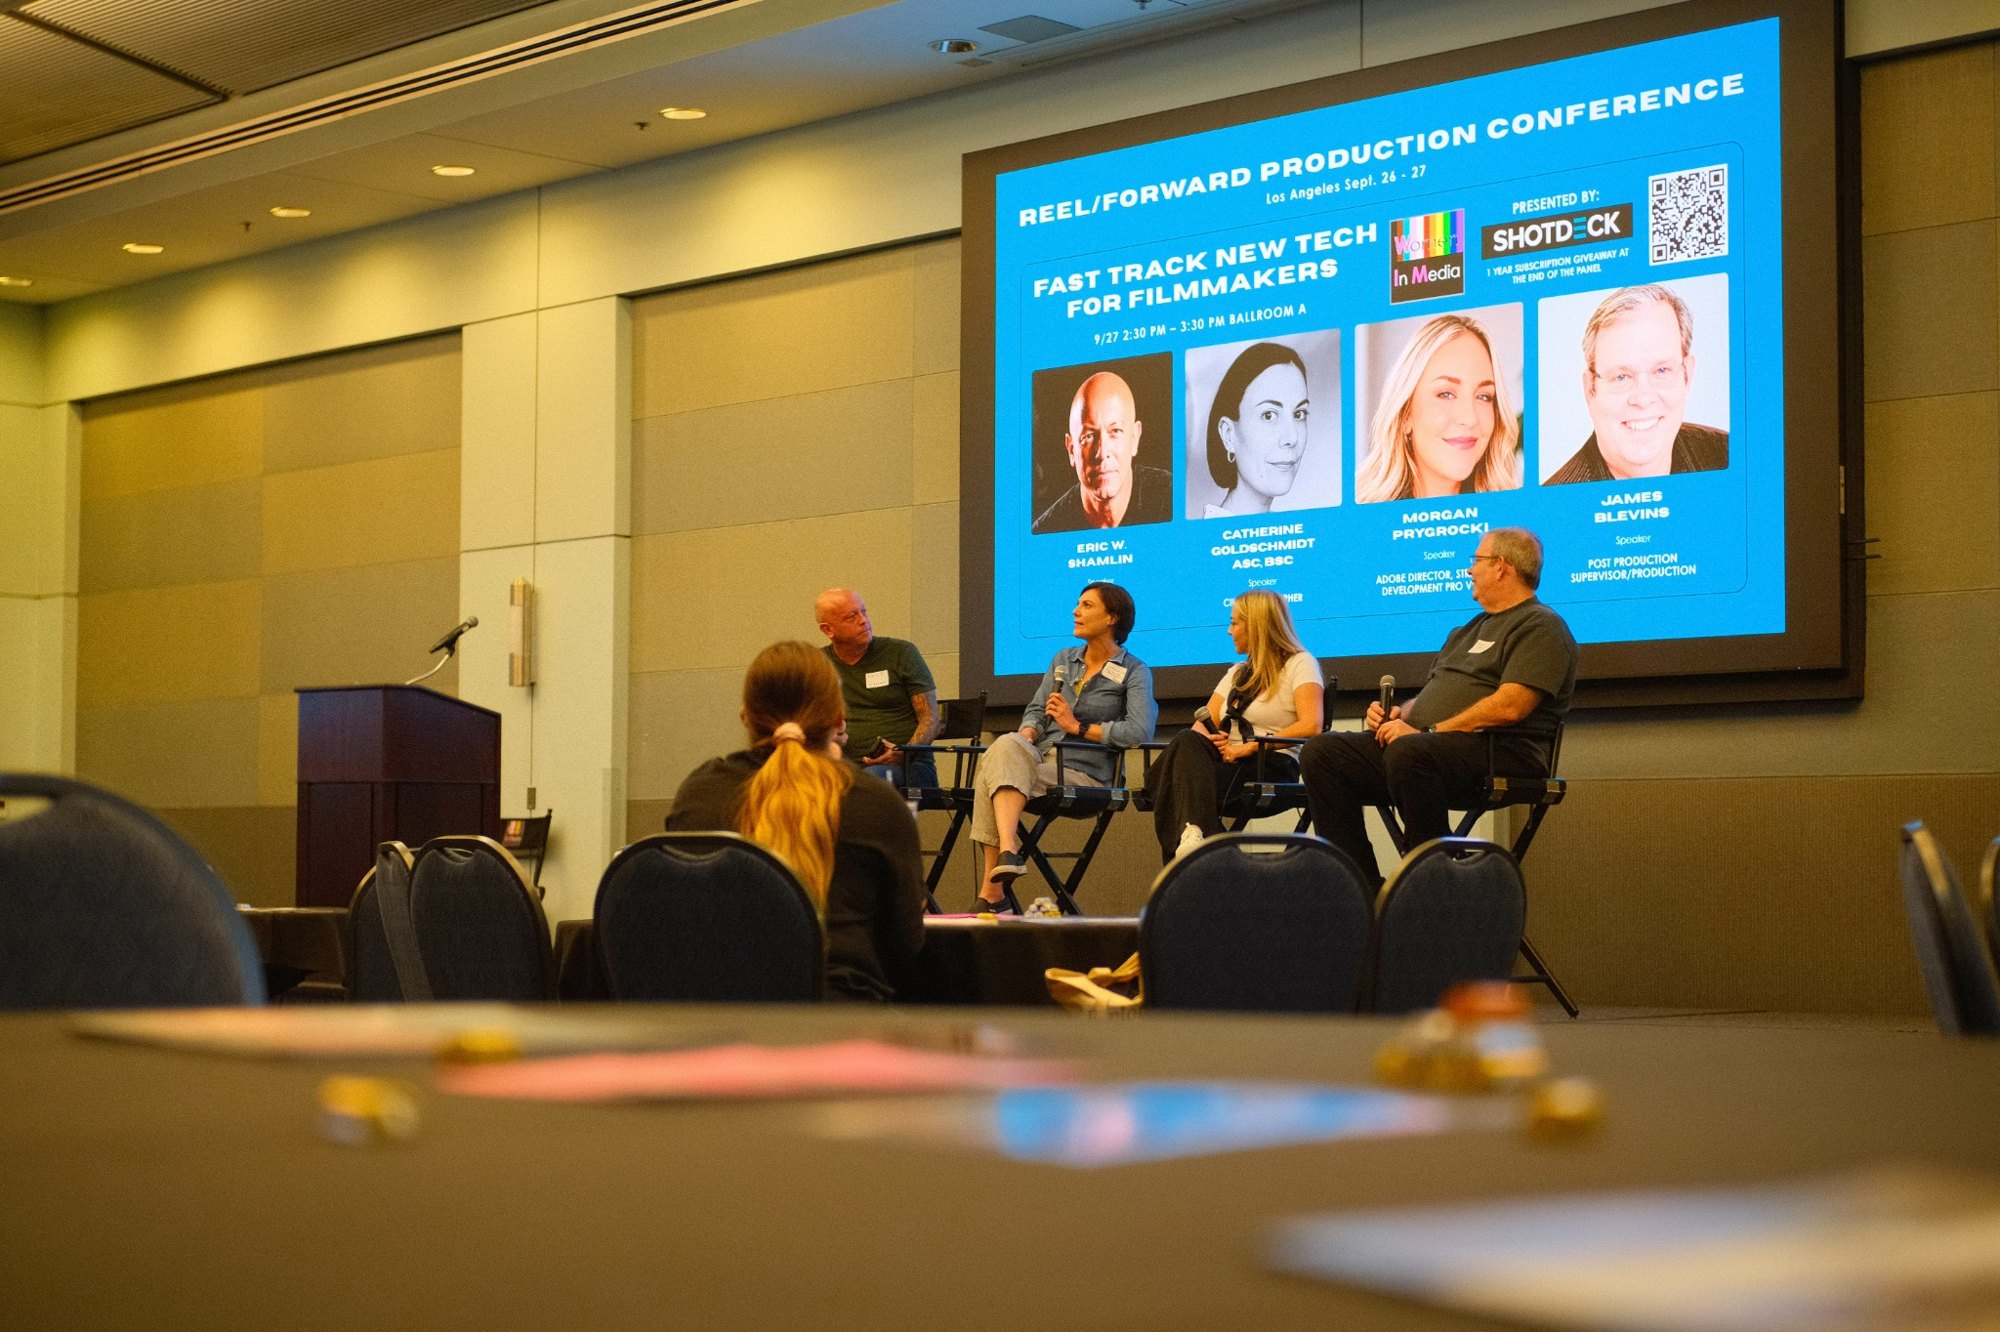 REEL/FORWARD PRODUCTION CONFERENCE
Los Angeles Sept. 26 - 27
FAST TRACK NEW TECH
FOR FILMMAKERS
9/27 2:30 PM – 3:30 PM BALLROOM A
Women
In Media
PRESENTED BY:
SHOTDECK
1 YEAR SUBSCRIPTION GIVEAWAY AT
THE END OF THE PANEL
ERIC W.
SHAMLIN
Speaker
CATHERINE
GOLDSCHMIDT
ASC, BSC
Speaker
MORGAN
PRYGROCKI
Speaker
ADOBE DIRECTOR,
DEVELOPMENT PRO
JAMES
BLEVINS
Speaker
POST PRODUCTION
SUPERVISOR/PRODUCTION